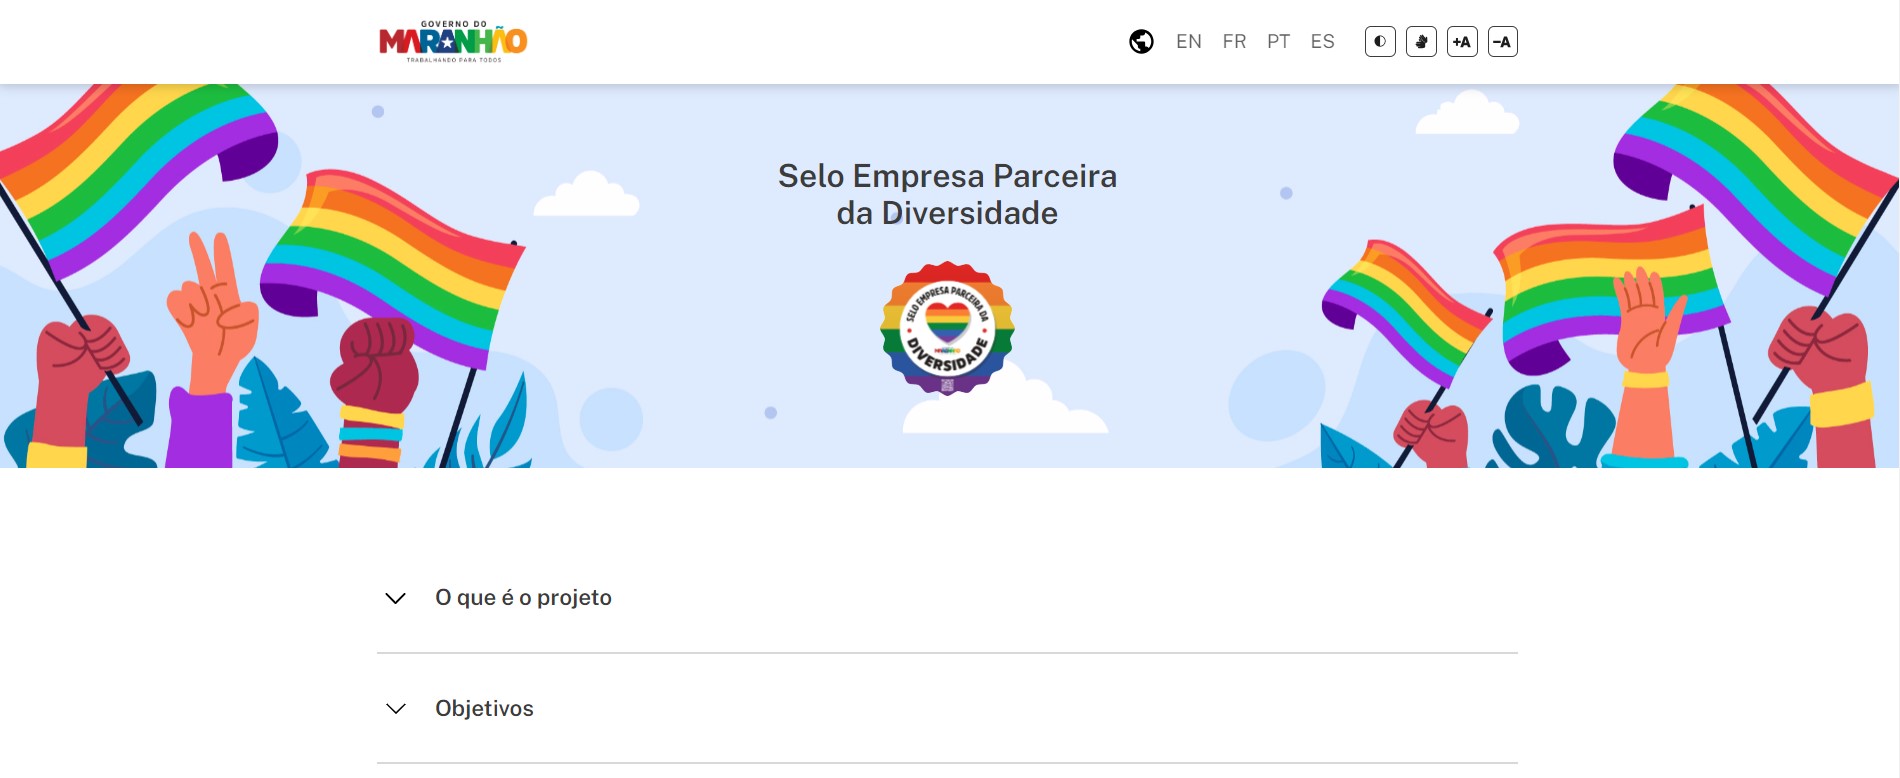 GOVERNO DO
MARANHÃO
TRABALHANDO PARA TODOS
EN FR PT ES
+A −A
Selo Empresa Parceira
da Diversidade
SELO EMPRESA PARCEIRA DA
DIVERSIDADE
O que é o projeto
Objetivos